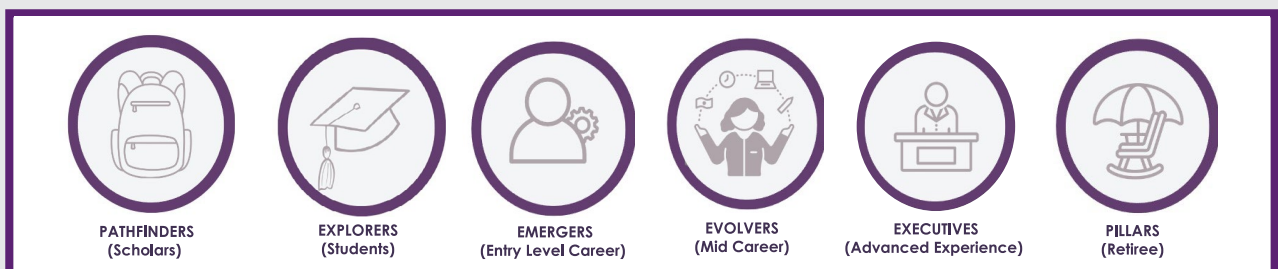 PATHFINDERS
(Scholars)
EXPLORERS
(Students)
EMERGERS
(Entry Level Career)
EVOLVERS
(Mid Career)
EXECUTIVES
(Advanced Experience)
PILLARS
(Retiree)